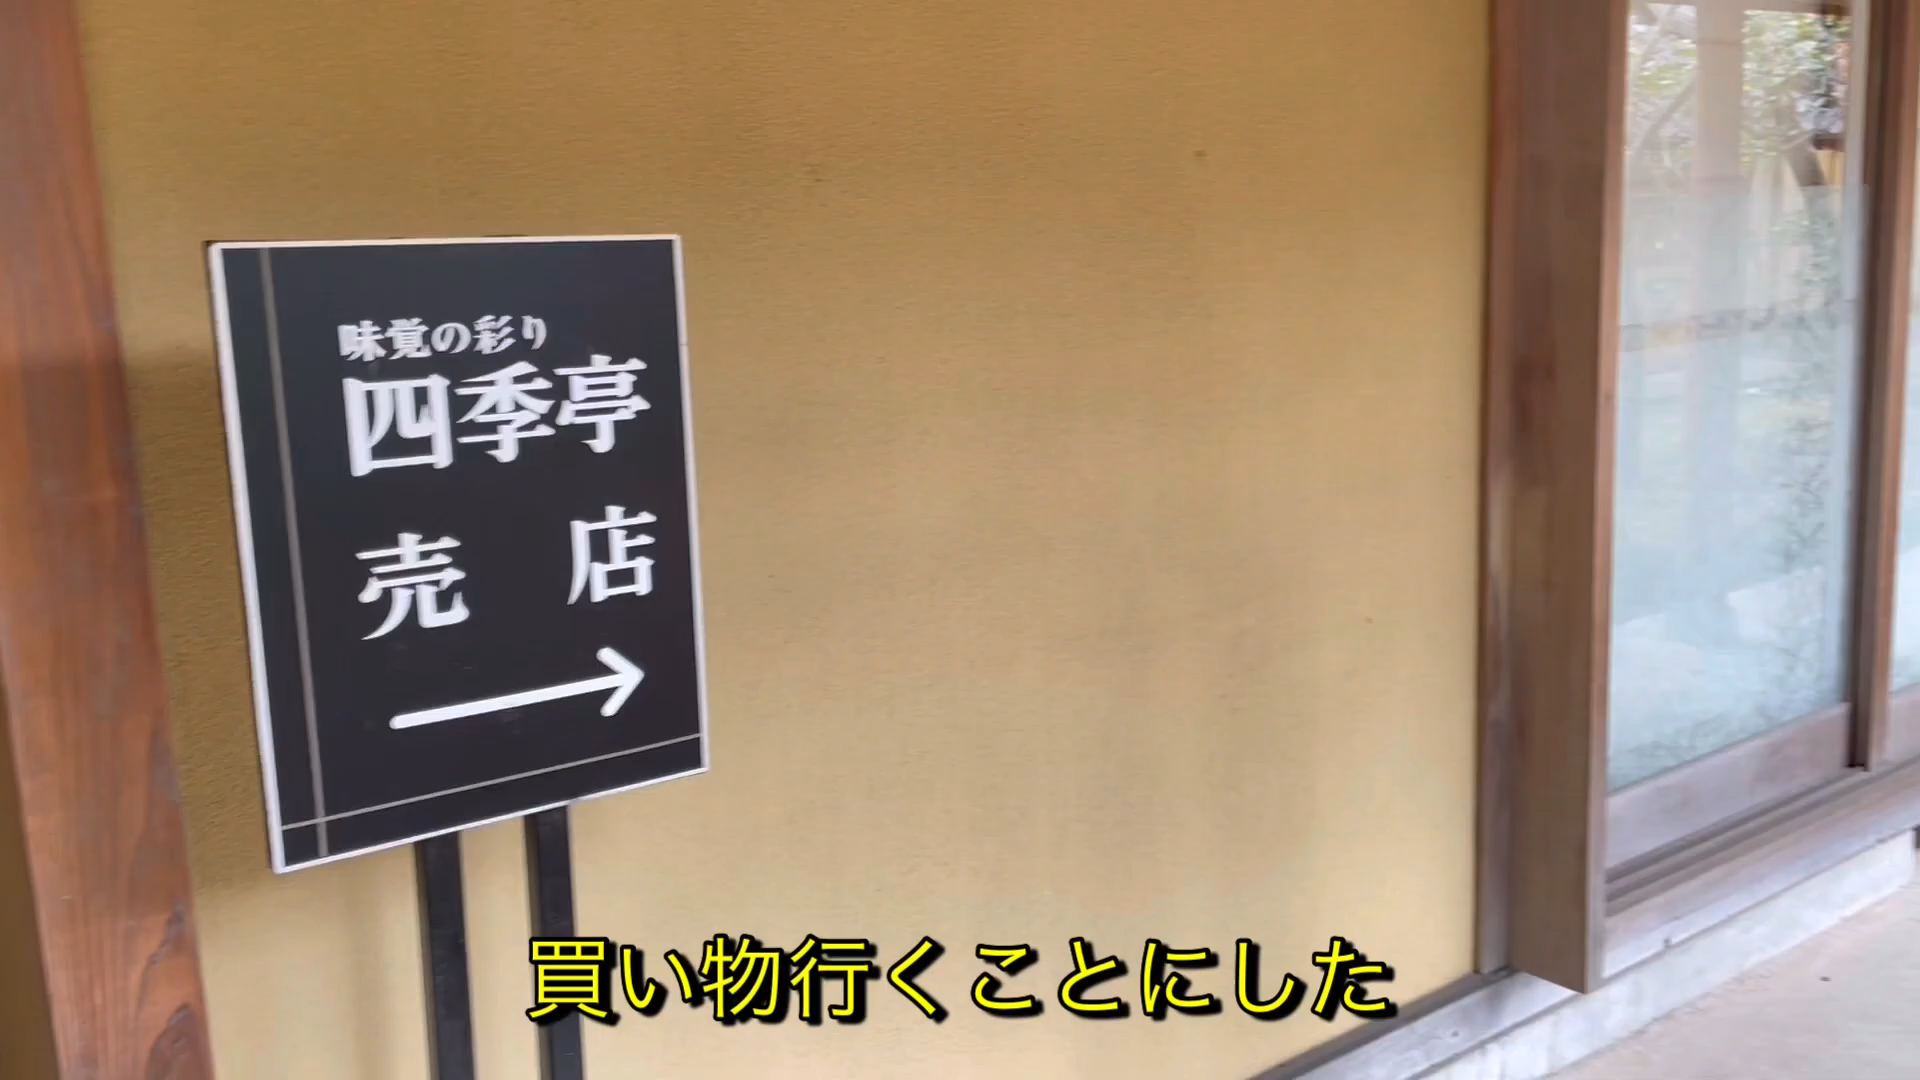 味覚の彩り
四季亭
売店
買い物行くことにした